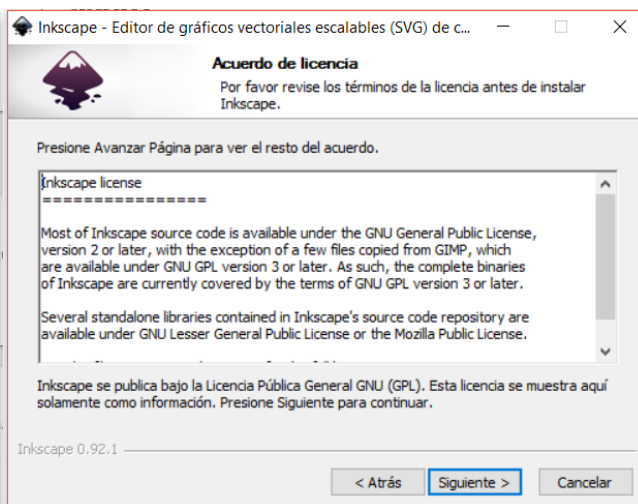 Inkscape - Editor de gráficos vectoriales escalables (SVG) de c...
Acuerdo de licencia
Por favor revise los términos de la licencia antes de instalar
Inkscape.
Presione Avanzar Página para ver el resto del acuerdo.
Inkscape license
================
Most of Inkscape source code is available under the GNU General Public License,
version 2 or later, with the exception of a few files copied from GIMP, which
are available under GNU GPL version 3 or later. As such, the complete binaries
of Inkscape are currently covered by the terms of GNU GPL version 3 or later.
Several standalone libraries contained in Inkscape's source code repository are
available under GNU Lesser General Public License or the Mozilla Public License.
Inkscape se publica bajo la Licencia Pública General GNU (GPL). Esta licencia se muestra aquí
solamente como información. Presione Siguiente para continuar.
Inkscape 0.92.1
< Atrás
Siguiente >
Cancelar